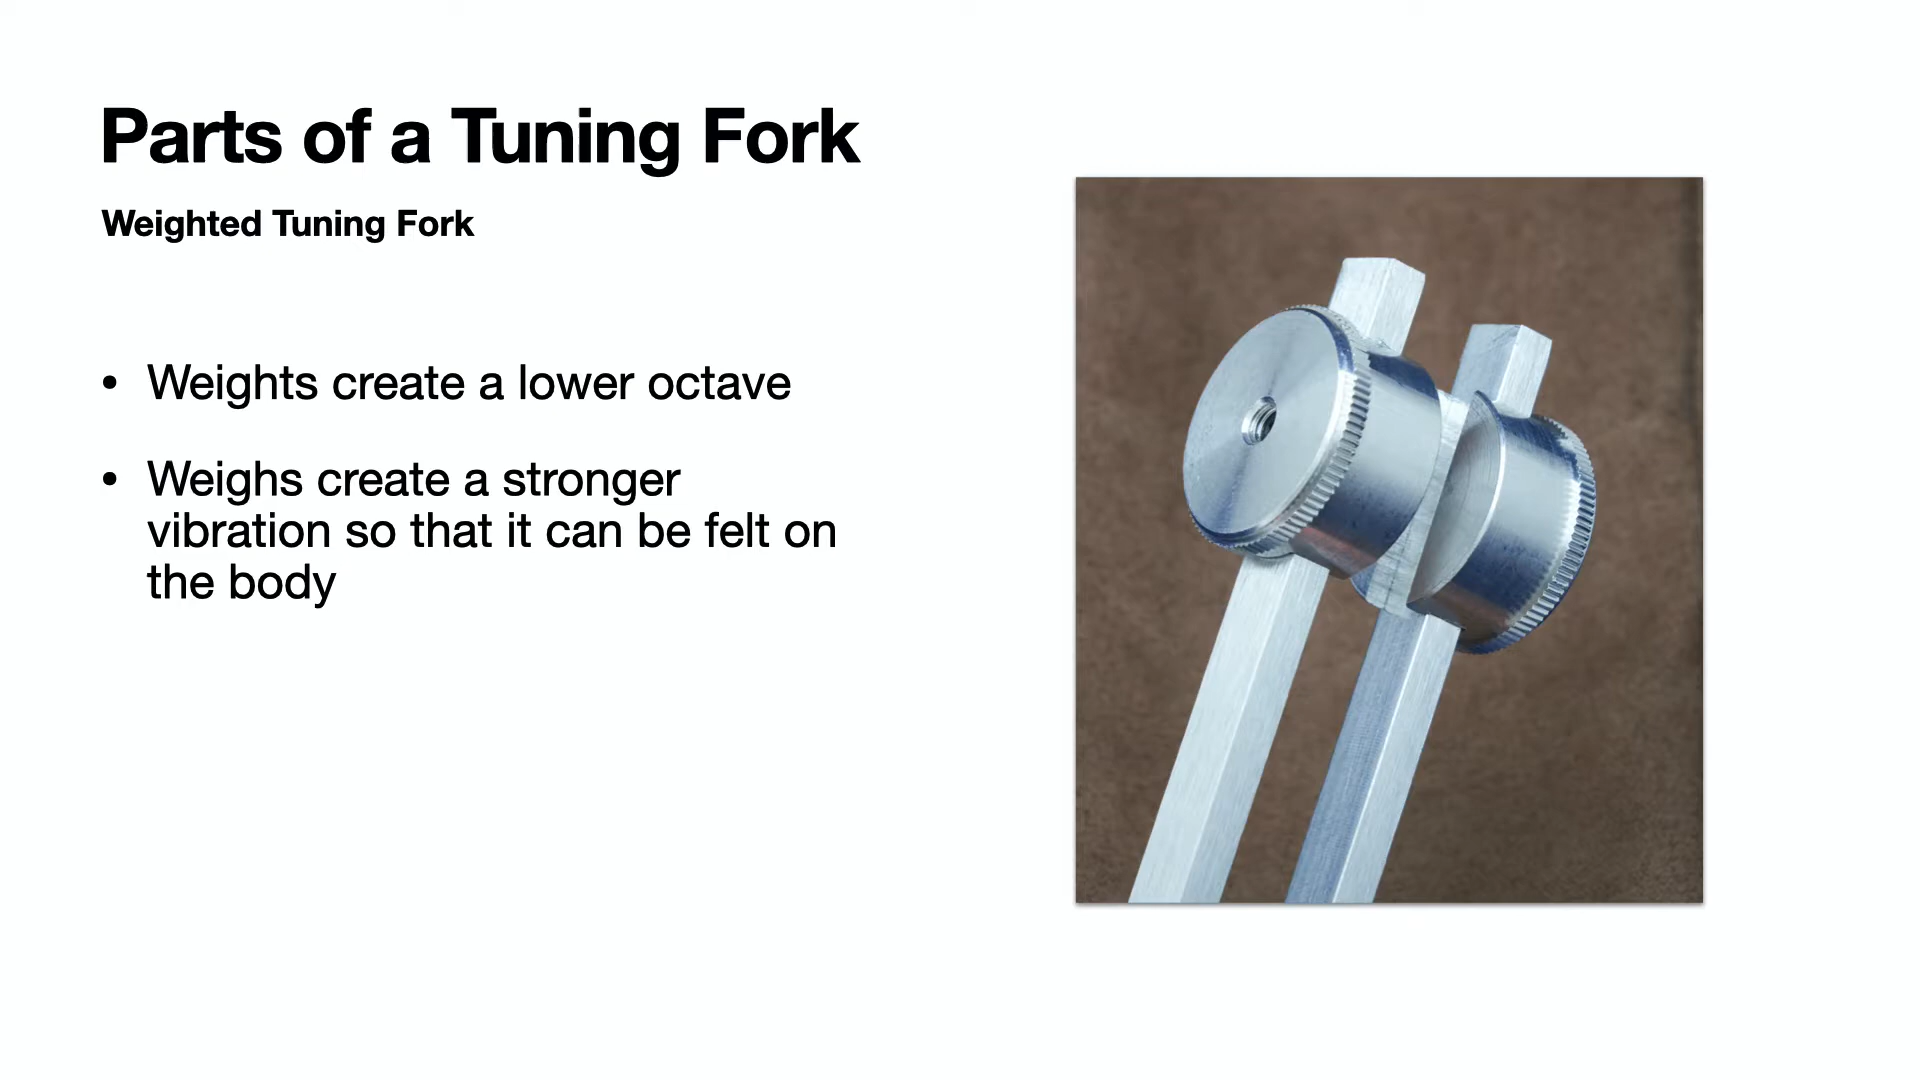 Parts of a Tuning Fork
Weighted Tuning Fork
• Weights create a lower octave
• Weighs create a stronger
vibration so that it can be felt on
the body